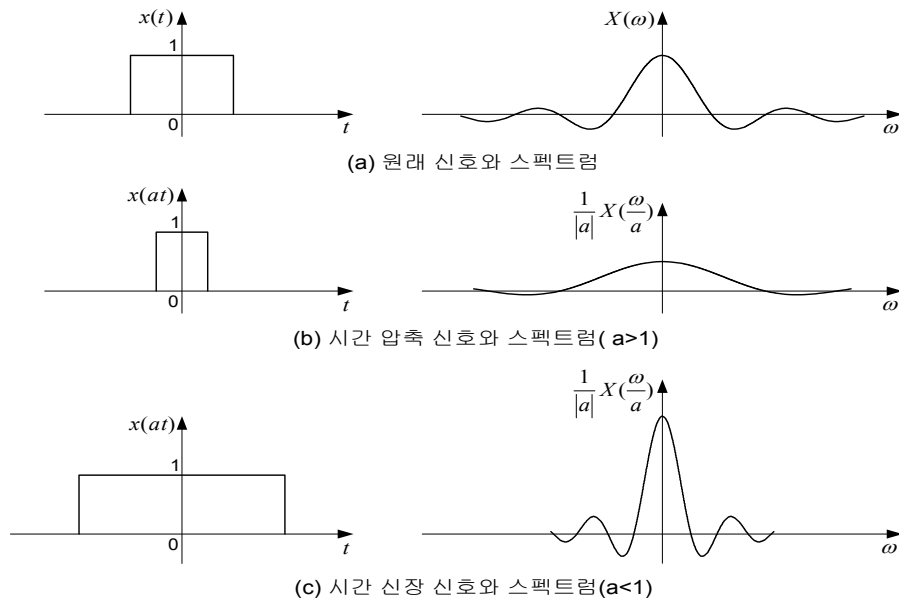 x(t)
X(ω)
1
0
t
ω
(a) 원래 신호와 스펙트럼
x(at)
1/|a| X(ω/a)
1
0
t
ω
(b) 시간 압축 신호와 스펙트럼( a>1)
x(at)
1/|a| X(ω/a)
1
0
t
ω
(c) 시간 신장 신호와 스펙트럼(a<1)